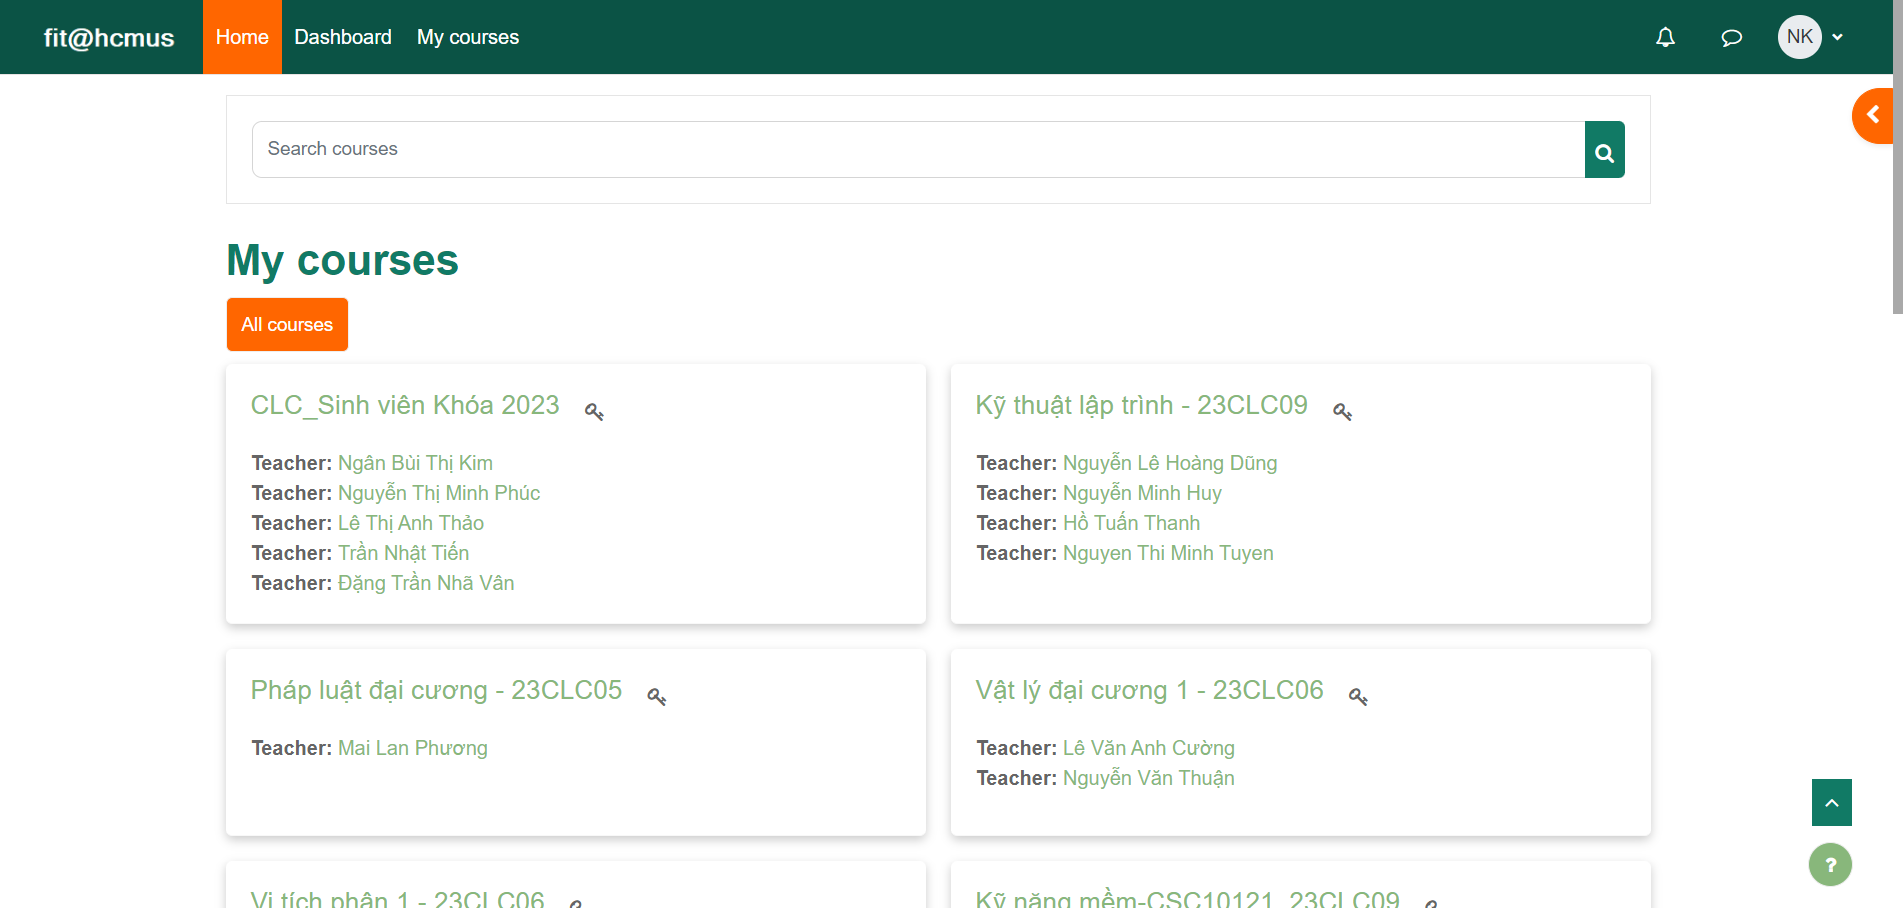 fit@hcmus Home Dashboard My courses NK
Search courses
My courses
All courses
CLC_Sinh viên Khóa 2023
Teacher: Ngân Bùi Thị Kim
Teacher: Nguyễn Thị Minh Phúc
Teacher: Lê Thị Anh Thảo
Teacher: Trần Nhật Tiến
Teacher: Đặng Trần Nhã Vân
Kỹ thuật lập trình - 23CLC09
Teacher: Nguyễn Lê Hoàng Dũng
Teacher: Nguyễn Minh Huy
Teacher: Hồ Tuấn Thanh
Teacher: Nguyen Thi Minh Tuyen
Pháp luật đại cương - 23CLC05
Teacher: Mai Lan Phương
Vật lý đại cương 1 - 23CLC06
Teacher: Lê Văn Anh Cường
Teacher: Nguyễn Văn Thuận
Vi tích phân 1 - 23CLC06
Kỹ năng mềm-CSC10121_23CLC09
?